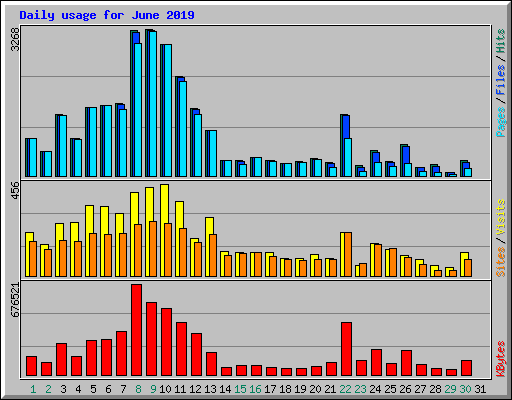 Daily usage for June 2019
3268
Pages / Files / Hits
456
Sites / Visits
676521
KBytes
1 2 3 4 5 6 7 8 9 10 11 12 13 14 15 16 17 18 19 20 21 22 23 24 25 26 27 28 29 30 31